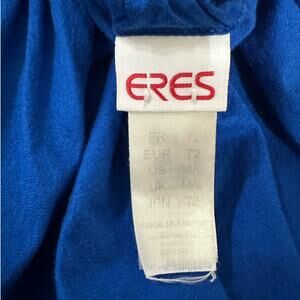 ERES
FR T2
EUR T2
US M/L
UK M/L
JPN T2
made in France